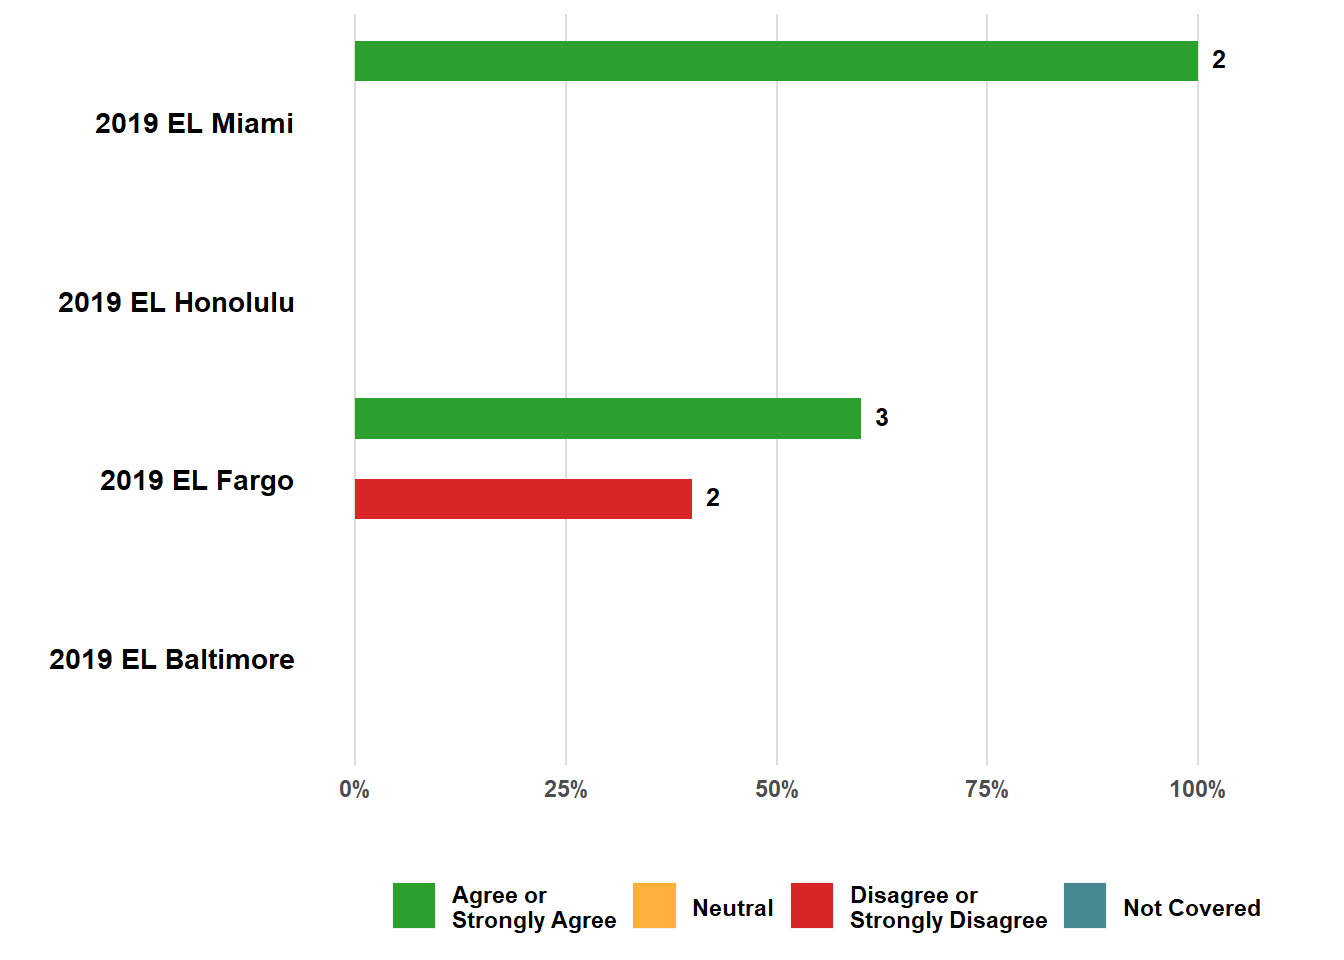 2
2019 EL Miami
2019 EL Honolulu
3
2019 EL Fargo
2
2019 EL Baltimore
0% 25% 50% 75% 100%
Agree or
Strongly Agree
Neutral
Disagree or
Strongly Disagree
Not Covered